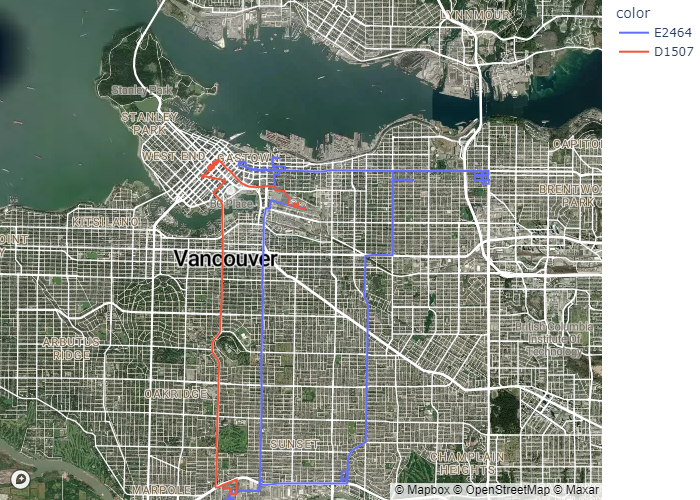 color
E2464
D1507
LYNNMOUR
Stanley Park
STANLEY
PARK
WEST END
GASTOWN
CAPITOL
BRENTWOOD
PARK
KITSILANO
POINT
Vancouver
British Columbia
Institute Of
Technology
ARBUTUS
RIDGE
OAKRIDGE
SUNSET
CHAMPLAIN
HEIGHTS
MARPOLE
© Mapbox © OpenStreetMap © Maxar